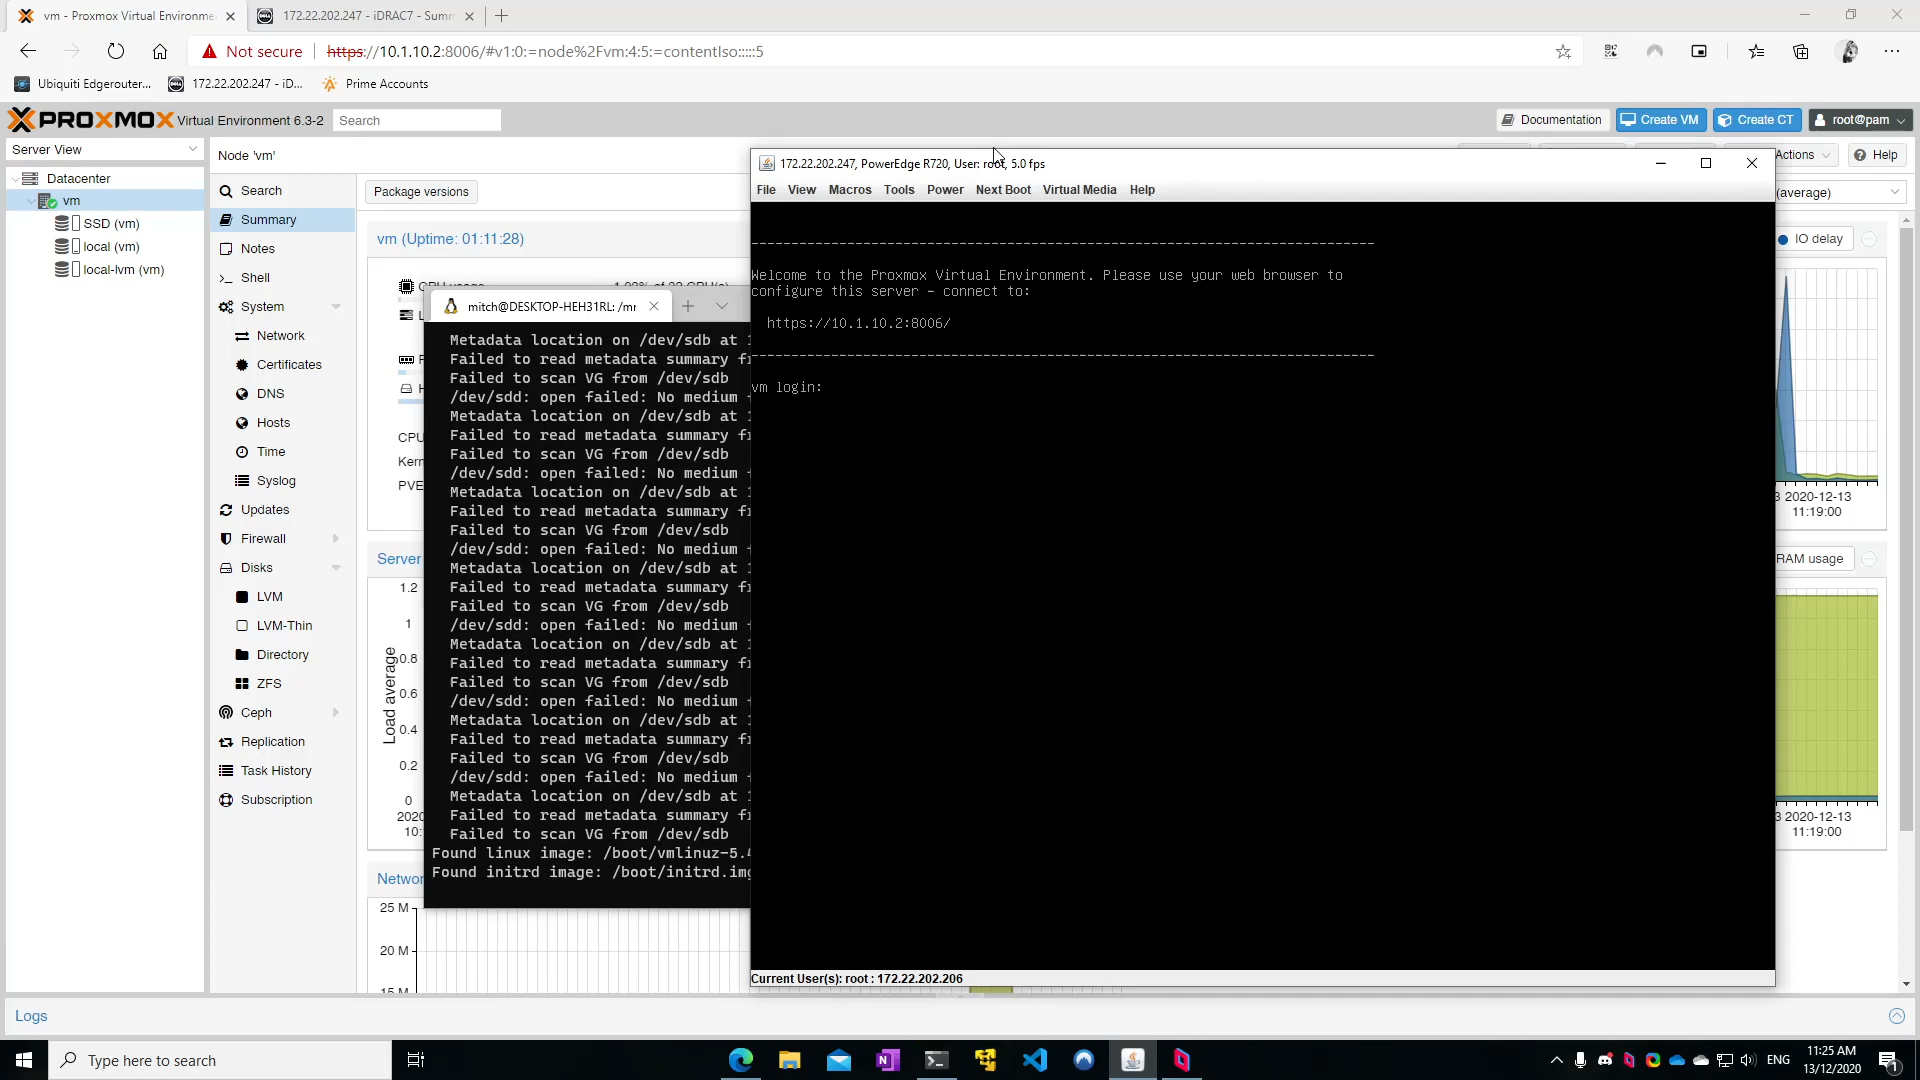 vm - Proxmox Virtual Environme
172.22.202.247 - iDRAC7 - Summ
Not secure
https://10.1.10.2:8006/#v1:0:=node%2Fvm:4:5:=contentIso:::::5
Ubiquiti Edgerouter...
172.22.202.247 - iD...
Prime Accounts
PROXMOX Virtual Environment 6.3-2
Search
Documentation
Create VM
Create CT
root@pam
Server View
Datacenter
vm
SSD (vm)
local (vm)
local-lvm (vm)
Node 'vm'
Actions
Help
Search
Summary
Notes
Shell
System
Network
Certificates
DNS
Hosts
Time
Syslog
Updates
Firewall
Disks
LVM
LVM-Thin
Directory
ZFS
Ceph
Replication
Task History
Subscription
Package versions
(average)
vm (Uptime: 01:11:28)
CPU
Kern
PVE
Server
1.2
1
0.8
0.6
0.4
0.2
0
Load average
2020
10:
Networ
25 M
20 M
15 M
IO delay
3 2020-12-13
11:19:00
RAM usage
3 2020-12-13
11:19:00
mitch@DESKTOP-HEH31RL: /mr
Metadata location on /dev/sdb at
Failed to read metadata summary
Failed to scan VG from /dev/sdb
/dev/sdd: open failed: No medium
Metadata location on /dev/sdb at
Failed to read metadata summary
Failed to scan VG from /dev/sdb
/dev/sdd: open failed: No medium
Metadata location on /dev/sdb at
Failed to read metadata summary
Failed to scan VG from /dev/sdb
/dev/sdd: open failed: No medium
Metadata location on /dev/sdb at
Failed to read metadata summary
Failed to scan VG from /dev/sdb
/dev/sdd: open failed: No medium
Metadata location on /dev/sdb at
Failed to read metadata summary
Failed to scan VG from /dev/sdb
/dev/sdd: open failed: No medium
Metadata location on /dev/sdb at
Failed to read metadata summary
Failed to scan VG from /dev/sdb
/dev/sdd: open failed: No medium
Metadata location on /dev/sdb at
Failed to read metadata summary
Failed to scan VG from /dev/sdb
Found linux image: /boot/vmlinuz-5.
Found initrd image: /boot/initrd.img
172.22.202.247, PowerEdge R720, User: root, 5.0 fps
File View Macros Tools Power Next Boot Virtual Media Help
Welcome to the Proxmox Virtual Environment. Please use your web browser to
configure this server - connect to:
https://10.1.10.2:8006/
vm login:
Current User(s): root : 172.22.202.206
Logs
Type here to search
ENG
11:25 AM
13/12/2020
1